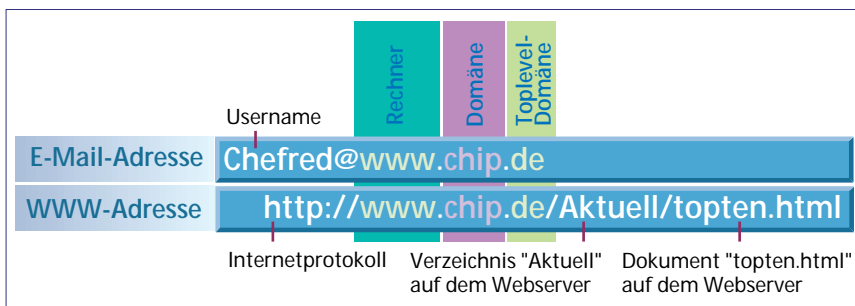 Rechner
Domäne
Toplevel-
Domäne
Username
E-Mail-Adresse
Chefred@www.chip.de
WWW-Adresse
http://www.chip.de/Aktuell/topten.html
Internetprotokoll
Verzeichnis "Aktuell"
auf dem Webserver
Dokument "topten.html"
auf dem Webserver